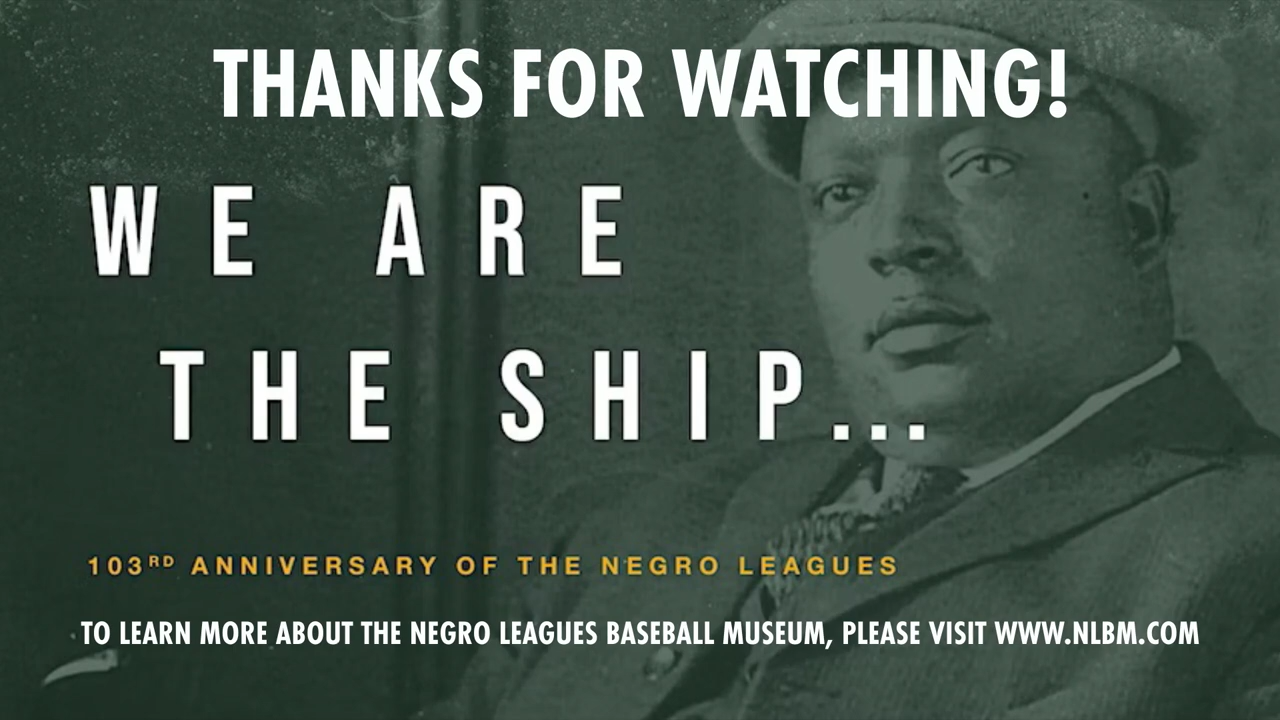 THANKS FOR WATCHING!
WE ARE
THE SHIP...
103RD ANNIVERSARY OF THE NEGRO LEAGUES
TO LEARN MORE ABOUT THE NEGRO LEAGUES BASEBALL MUSEUM, PLEASE VISIT WWW.NLBM.COM